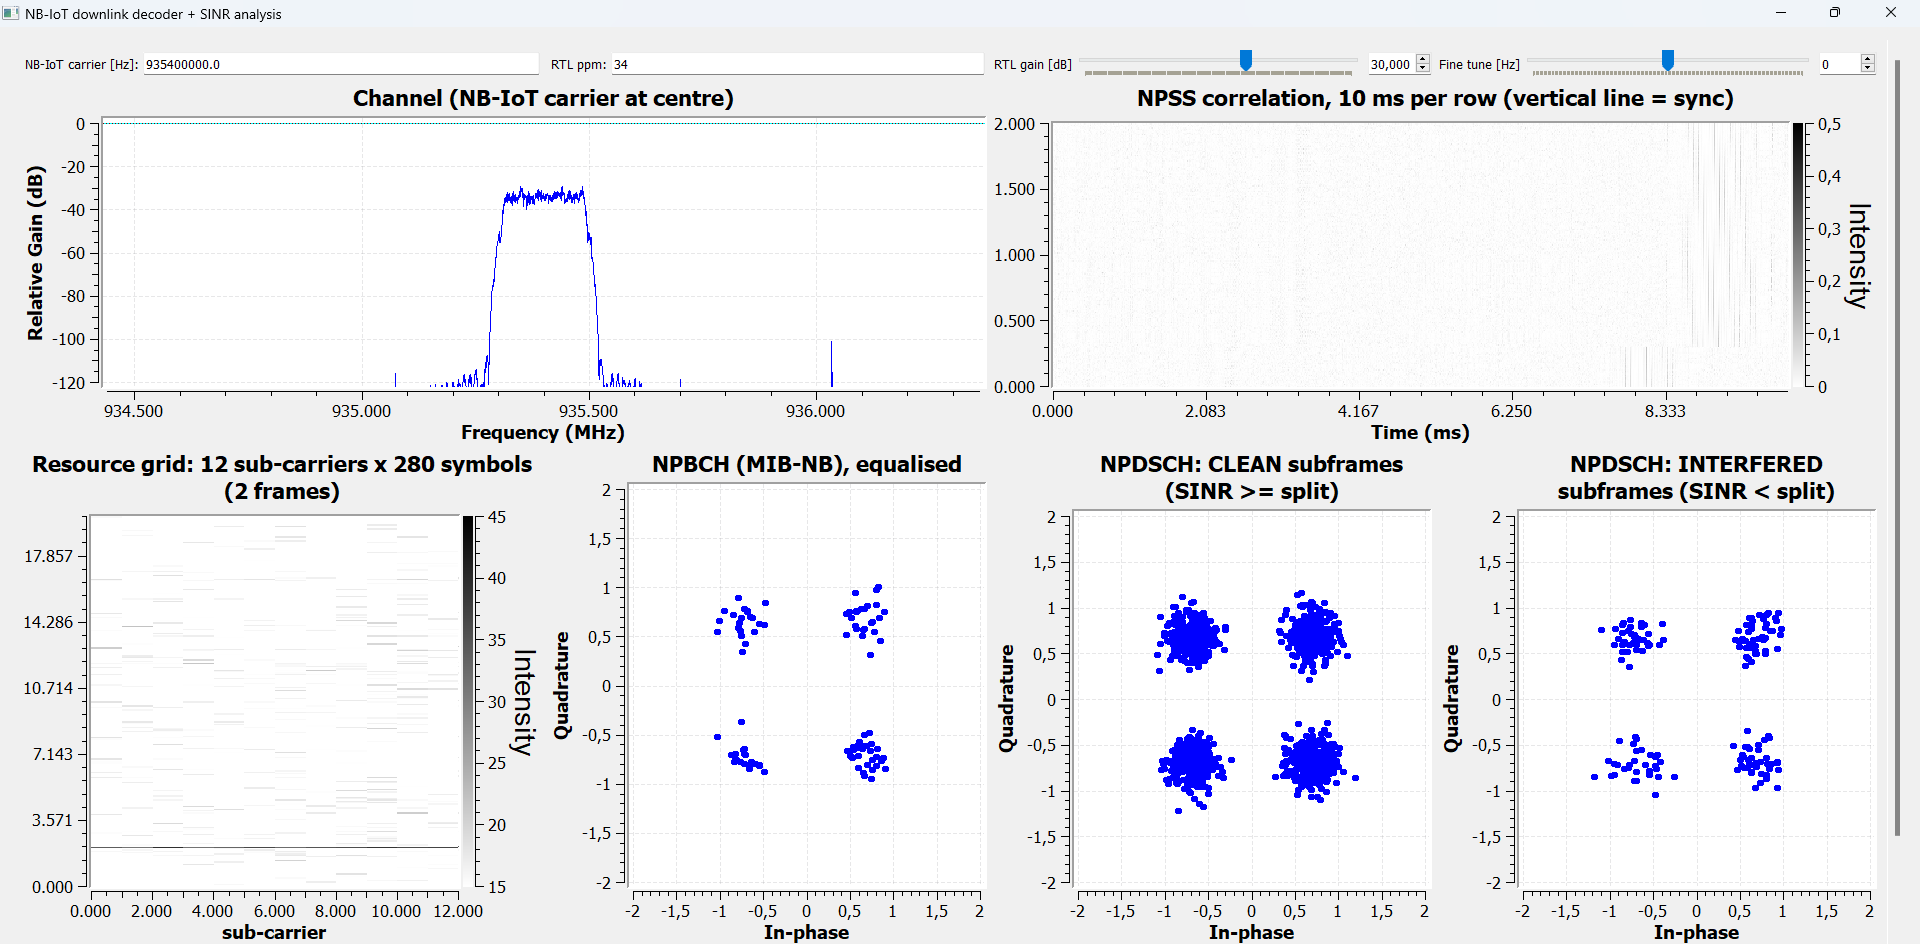 NB-IoT downlink decoder + SINR analysis
NB-IoT carrier [Hz]: 935400000.0 RTL ppm: 34 RTL gain [dB] 30,000 Fine tune [Hz] 0
Channel (NB-IoT carrier at centre)
0
-20
-40
-60
-80
-100
-120
Relative Gain (dB)
934.500 935.000 935.500 936.000
Frequency (MHz)
NPSS correlation, 10 ms per row (vertical line = sync)
2.000
1.500
1.000
0.500
0.000
0.000 2.083 4.167 6.250 8.333
Time (ms)
0,5
0,4
0,3
0,2
0,1
0
Intensity
Resource grid: 12 sub-carriers x 280 symbols
(2 frames)
17.857
14.286
10.714
7.143
3.571
0.000
0.000 2.000 4.000 6.000 8.000 10.000 12.000
sub-carrier
45
40
35
30
25
20
15
Intensity
NPBCH (MIB-NB), equalised
2
1,5
1
0,5
0
-0,5
-1
-1,5
-2
Quadrature
-2 -1,5 -1 -0,5 0 0,5 1 1,5 2
In-phase
NPDSCH: CLEAN subframes
(SINR >= split)
2
1,5
1
0,5
0
-0,5
-1
-1,5
-2
Quadrature
-2 -1,5 -1 -0,5 0 0,5 1 1,5 2
In-phase
NPDSCH: INTERFERED
subframes (SINR < split)
2
1,5
1
0,5
0
-0,5
-1
-1,5
-2
Quadrature
-2 -1,5 -1 -0,5 0 0,5 1 1,5 2
In-phase